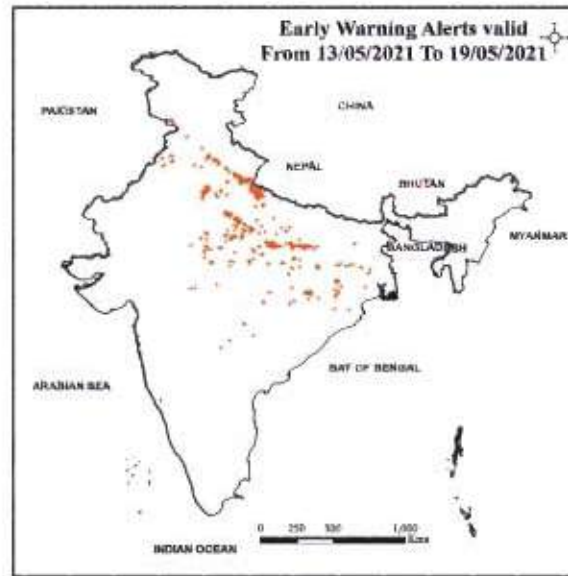 Early Warning Alerts valid
From 13/05/2021 To 19/05/2021
PAKISTAN
CHINA
NEPAL
BHUTAN
BANGLADESH
MYANMAR
BAY OF BENGAL
ARABIAN SEA
0 250 500 1,000
Kms
INDIAN OCEAN